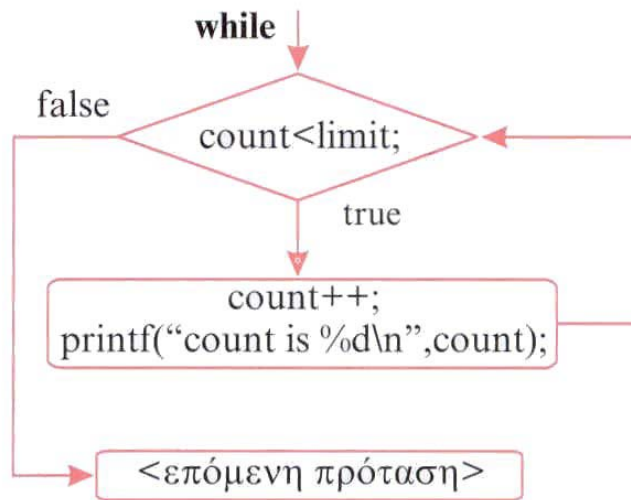 while
false
count<limit;
true
count++;
printf(“count is %d\n”,count);
<επόμενη πρόταση>